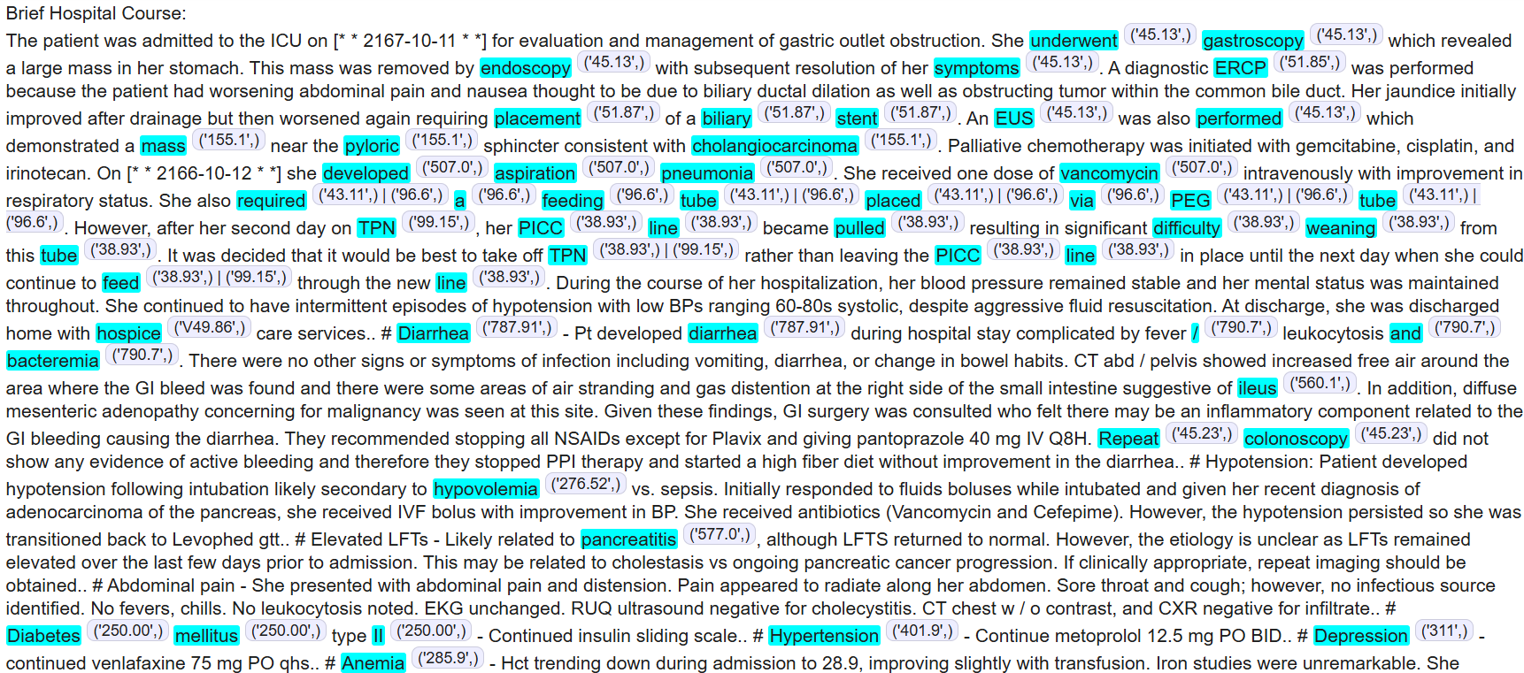 Brief Hospital Course:
The patient was admitted to the ICU on [* * 2167-10-11 * *] for evaluation and management of gastric outlet obstruction. She underwent ('45.13',) gastroscopy ('45.13',) which revealed
a large mass in her stomach. This mass was removed by endoscopy ('45.13',) with subsequent resolution of her symptoms ('45.13',) . A diagnostic ERCP ('51.85',) was performed
because the patient had worsening abdominal pain and nausea thought to be due to biliary ductal dilation as well as obstructing tumor within the common bile duct. Her jaundice initially
improved after drainage but then worsened again requiring placement ('51.87',) of a biliary ('51.87',) stent ('51.87',) . An EUS ('45.13',) was also performed ('45.13',) which
demonstrated a mass ('155.1',) near the pyloric ('155.1',) sphincter consistent with cholangiocarcinoma ('155.1',) . Palliative chemotherapy was initiated with gemcitabine, cisplatin, and
irinotecan. On [* * 2166-10-12 * *] she developed ('507.0',) aspiration ('507.0',) pneumonia ('507.0',) . She received one dose of vancomycin ('507.0',) intravenously with improvement in
respiratory status. She also required ('43.11',) | ('96.6',) a ('96.6',) feeding ('96.6',) tube ('43.11',) | ('96.6',) placed ('43.11',) | ('96.6',) via ('96.6',) PEG ('43.11',) | ('96.6',) tube ('43.11',) |
('96.6',) . However, after her second day on TPN ('99.15',) , her PICC ('38.93',) line ('38.93',) became pulled ('38.93',) resulting in significant difficulty ('38.93',) weaning ('38.93',) from
this tube ('38.93',) . It was decided that it would be best to take off TPN ('38.93',) | ('99.15',) rather than leaving the PICC ('38.93',) line ('38.93',) in place until the next day when she could
continue to feed ('38.93',) | ('99.15',) through the new line ('38.93',) . During the course of her hospitalization, her blood pressure remained stable and her mental status was maintained
throughout. She continued to have intermittent episodes of hypotension with low BPs ranging 60-80s systolic, despite aggressive fluid resuscitation. At discharge, she was discharged
home with hospice ('V49.86',) care services.. # Diarrhea ('787.91',) - Pt developed diarrhea ('787.91',) during hospital stay complicated by fever / ('790.7',) leukocytosis and ('790.7',)
bacteremia ('790.7',) . There were no other signs or symptoms of infection including vomiting, diarrhea, or change in bowel habits. CT abd / pelvis showed increased free air around the
area where the GI bleed was found and there were some areas of air stranding and gas distention at the right side of the small intestine suggestive of ileus ('560.1',) . In addition, diffuse
mesenteric adenopathy concerning for malignancy was seen at this site. Given these findings, GI surgery was consulted who felt there may be an inflammatory component related to the
GI bleeding causing the diarrhea. They recommended stopping all NSAIDs except for Plavix and giving pantoprazole 40 mg IV Q8H. Repeat ('45.23',) colonoscopy ('45.23',) did not
show any evidence of active bleeding and therefore they stopped PPI therapy and started a high fiber diet without improvement in the diarrhea.. # Hypotension: Patient developed
hypotension following intubation likely secondary to hypovolemia ('276.52',) vs. sepsis. Initially responded to fluids boluses while intubated and given her recent diagnosis of
adenocarcinoma of the pancreas, she received IVF bolus with improvement in BP. She received antibiotics (Vancomycin and Cefepime). However, the hypotension persisted so she was
transitioned back to Levophed gtt.. # Elevated LFTs - Likely related to pancreatitis ('577.0',) , although LFTS returned to normal. However, the etiology is unclear as LFTs remained
elevated over the last few days prior to admission. This may be related to cholestasis vs ongoing pancreatic cancer progression. If clinically appropriate, repeat imaging should be
obtained.. # Abdominal pain - She presented with abdominal pain and distension. Pain appeared to radiate along her abdomen. Sore throat and cough; however, no infectious source
identified. No fevers, chills. No leukocytosis noted. EKG unchanged. RUQ ultrasound negative for cholecystitis. CT chest w / o contrast, and CXR negative for infiltrate.. #
Diabetes ('250.00',) mellitus ('250.00',) type II ('250.00',) - Continued insulin sliding scale.. # Hypertension ('401.9',) - Continue metoprolol 12.5 mg PO BID.. # Depression ('311',) -
continued venlafaxine 75 mg PO qhs.. # Anemia ('285.9',) - Hct trending down during admission to 28.9, improving slightly with transfusion. Iron studies were unremarkable. She